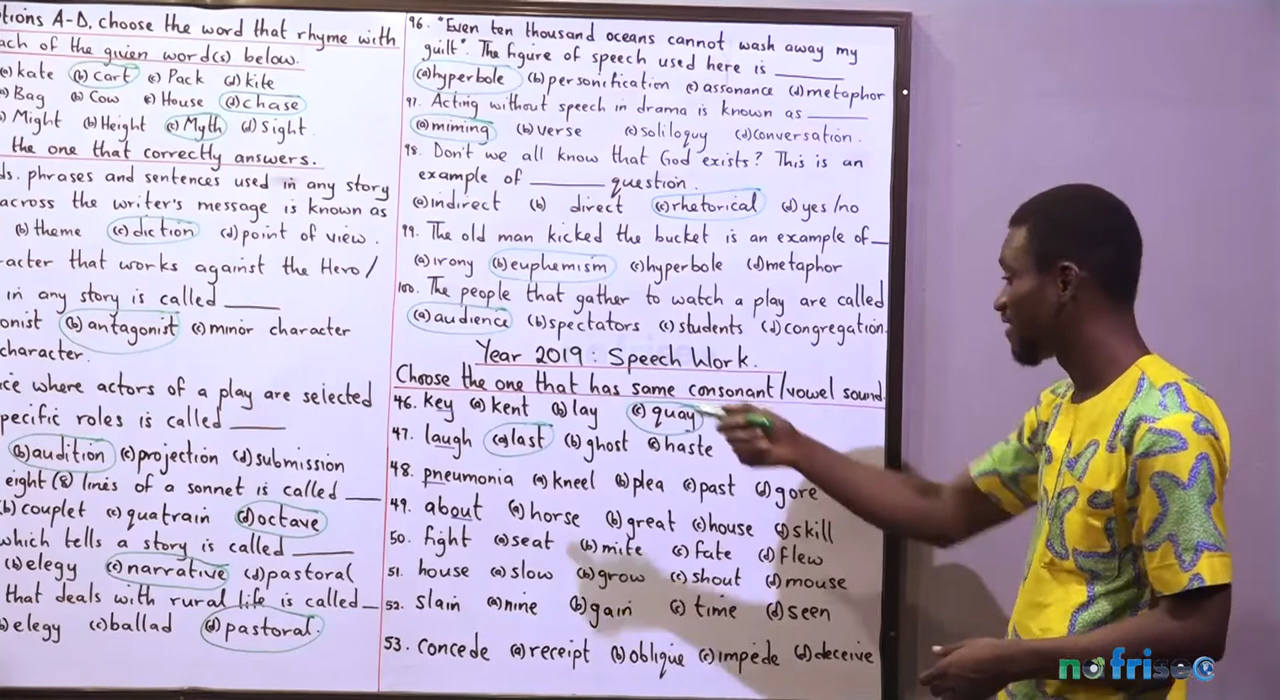 tions A-D. choose the word that rhyme with
ach of the given word(s) below.
(a)kate (b) cart (c) Pack (d) kite
a) Bag (b) Cow (c) House (d)chase
) Might (b) Height (c) Myth (d) Sight
the one that correctly answers.
ds. phrases and sentences used in any story
across the writer's message is known as
(b)theme (c)diction (d)point of view.
acter that works against the Hero/
in any story is called ______
onist (b) antagonist (c) minor character
character.
ice where actors of a play are selected
pecific roles is called ______
(b)audition (c)projection (d)submission
eight (8) lines of a sonnet is called ___
(b) couplet (c) quatrain (d)octave
which tells a story is called ______
(b)elegy (c)narrative (d)pastoral
that deals with rural life is called __
b)elegy (c)ballad (d)pastoral.
96. "Even ten thousand oceans cannot wash away my
guilt". The figure of speech used here is ______
(a)hyperbole (b)personification (c) assonance (d)metaphor
97. Acting without speech in drama is known as ______
(a)miming (b)verse (c)soliloquy (d)conversation.
98. Don't we all know that God exists? This is an
example of ______ question.
(a)indirect (b) direct (c)rhetorical (d)yes/no
99. The old man kicked the bucket is an example of __
(a)irony (b)euphemism (c)hyperbole (d)metaphor
100. The people that gather to watch a play are called
(a)audience (b)spectators (c)students (d)congregation.
Year 2019: Speech Work.
Choose the one that has same consonant/vowel sound.
46. key (a)kent (b) lay (c) quay
47. laugh (a)last (b)ghost (c)haste
48. pneumonia (a)kneel (b)plea (c)past (d)gore
49. about (a)horse (b)great (c)house (d)skill
50. fight (a)seat (b)mite (c)fate (d)flew
51. house (a)slow (b)grow (c)shout (d)mouse
52. slain (a)nine (b)gain (c)time (d)seen
53. concede (a)receipt (b)oblique (c)impede (d)deceive
nafrisec